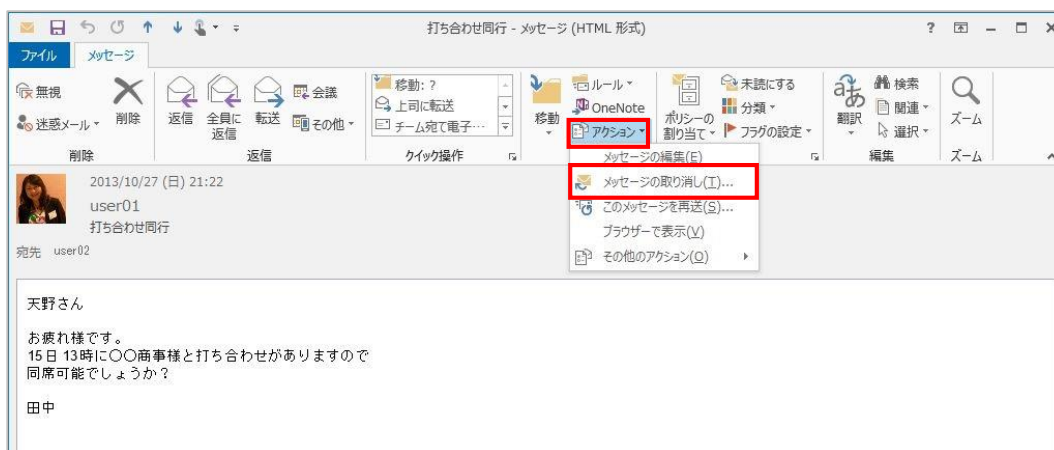 打ち合わせ同行 - メッセージ (HTML 形式)
ファイル メッセージ
無視
迷惑メール
削除
削除
返信
全員に
返信
転送
会議
その他
返信
移動: ?
上司に転送
チーム宛て電子…
クイック操作
移動
ルール
OneNote
アクション
ポリシーの
割り当て
未読にする
分類
フラグの設定
翻訳
検索
関連
選択
編集
ズーム
ズーム
メッセージの編集(E)
メッセージの取り消し(T)...
このメッセージを再送(S)...
ブラウザーで表示(V)
その他のアクション(O)
2013/10/27 (日) 21:22
user01
打ち合わせ同行
宛先 user02
天野さん
お疲れ様です。
15日 13時に〇〇商事様と打ち合わせがありますので
同席可能でしょうか?
田中